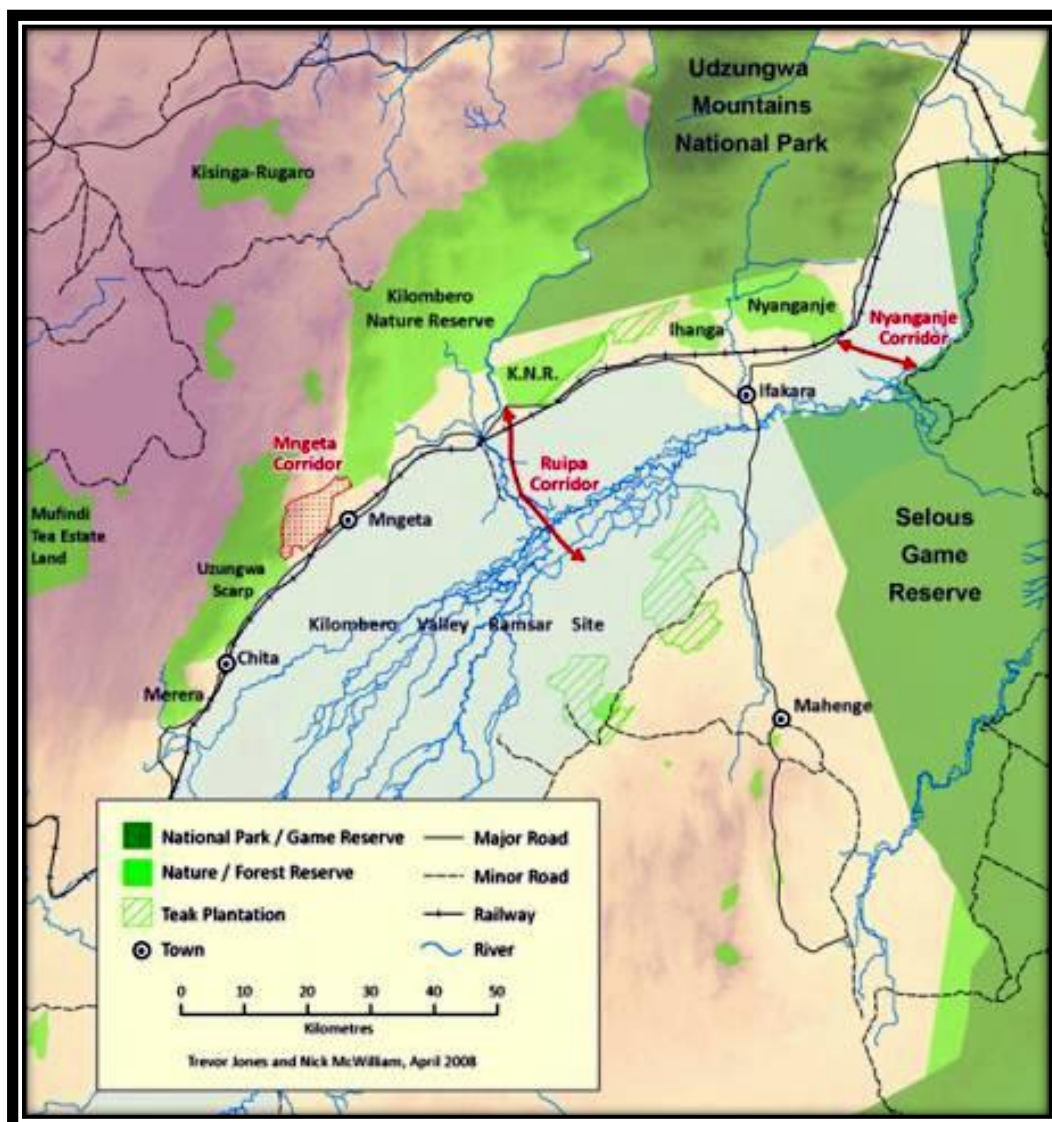 Udzungwa
Mountains
National Park
Kisinga-Rugaro
Kilombero
Nature Reserve
Nyanganje
Ihanga
Nyanganje
Corridor
K.N.R.
Ifakara
Mngeta
Corridor
Ruipa
Corridor
Mufindi
Tea Estate
Land
Mngeta
Selous
Game
Reserve
Uzungwa
Scarp
Kilombero Valley Ramsar Site
Chita
Merera
Mahenge
National Park / Game Reserve
Major Road
Nature / Forest Reserve
Minor Road
Teak Plantation
Railway
Town
River
0 10 20 30 40 50
Kilometres
Trevor Jones and Nick McWilliam, April 2008